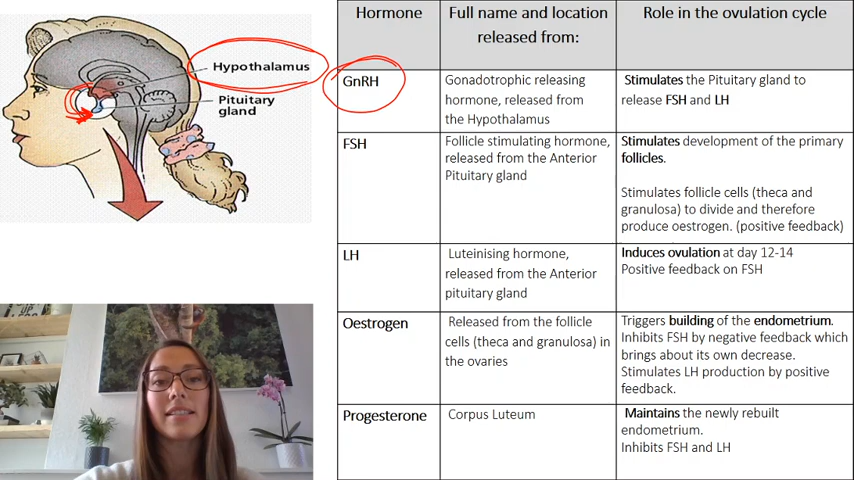 Hypothalamus
Pituitary
gland
Hormone
Full name and location
released from:
Role in the ovulation cycle
GnRH
Gonadotrophic releasing
hormone, released from
the Hypothalamus
Stimulates the Pituitary gland to
release FSH and LH
FSH
Follicle stimulating hormone,
released from the Anterior
Pituitary gland
Stimulates development of the primary
follicles.
Stimulates follicle cells (theca and
granulosa) to divide and therefore
produce oestrogen. (positive feedback)
LH
Luteinising hormone,
released from the Anterior
pituitary gland
Induces ovulation at day 12-14
Positive feedback on FSH
Oestrogen
Released from the follicle
cells (theca and granulosa) in
the ovaries
Triggers building of the endometrium.
Inhibits FSH by negative feedback which
brings about its own decrease.
Stimulates LH production by positive
feedback.
Progesterone
Corpus Luteum
Maintains the newly rebuilt
endometrium.
Inhibits FSH and LH